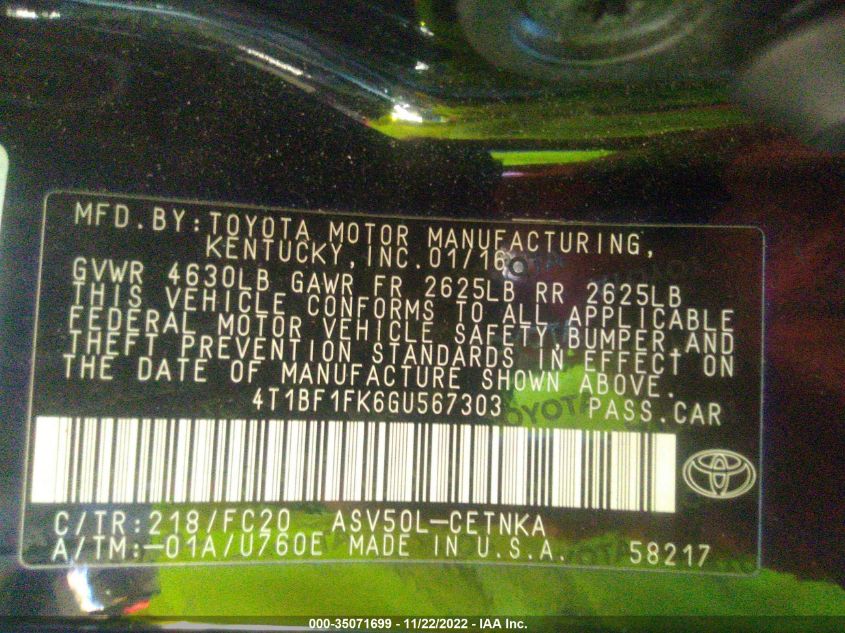 MFD.BY:TOYOTA MOTOR MANUFACTURING,
KENTUCKY,INC.01/16
GVWR 4630LB GAWR FR 2625LB RR 2625LB
THIS VEHICLE CONFORMS TO ALL APPLICABLE
FEDERAL MOTOR VEHICLE SAFETY,BUMPER,AND
THEFT PREVENTION STANDARDS IN EFFECT ON
THE DATE OF MANUFACTURE SHOWN ABOVE.
4T1BF1FK6GU567303 PASS.CAR
C/TR:218/FC20 ASV50L-CETNKA
A/TM:-01A/U760E MADE IN U.S.A. 58217
000-35071699 - 11/22/2022 - IAA Inc.